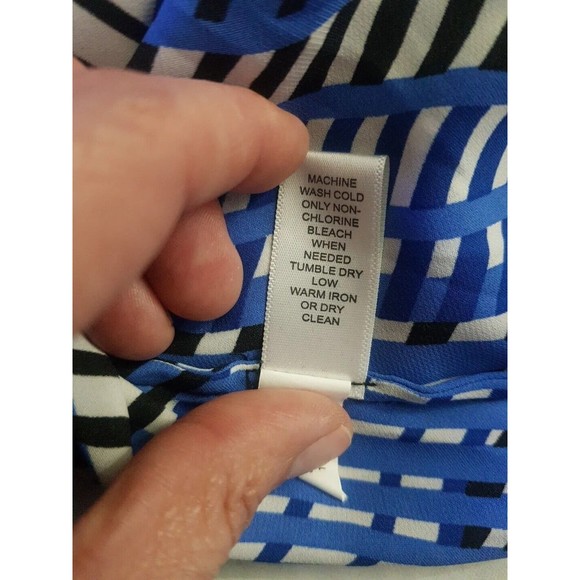 MACHINE
WASH COLD
ONLY NON-
CHLORINE
BLEACH
WHEN
NEEDED
TUMBLE DRY
LOW
WARM IRON
OR DRY
CLEAN